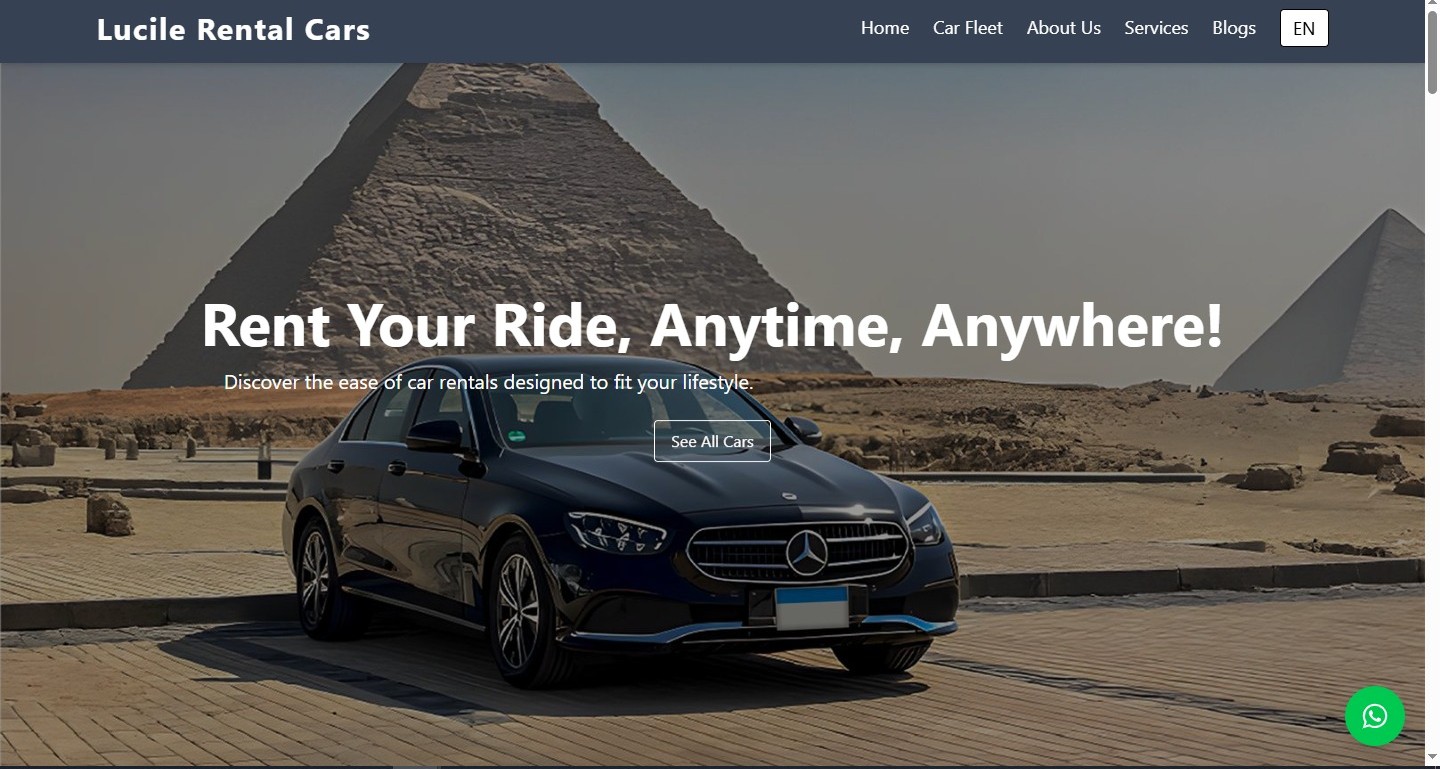 Lucile Rental Cars
Home Car Fleet About Us Services Blogs EN
Rent Your Ride, Anytime, Anywhere!
Discover the ease of car rentals designed to fit your lifestyle.
See All Cars